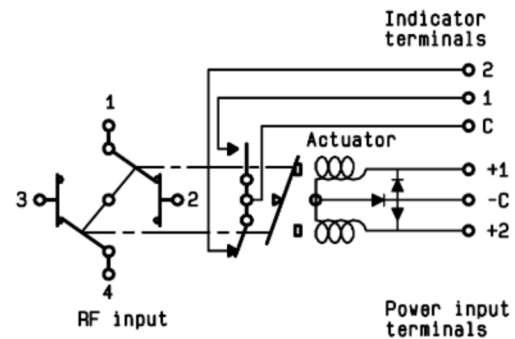 Indicator
terminals
2
1
C
Actuator
+1
-C
+2
1
3
2
4
RF input
Power input
terminals